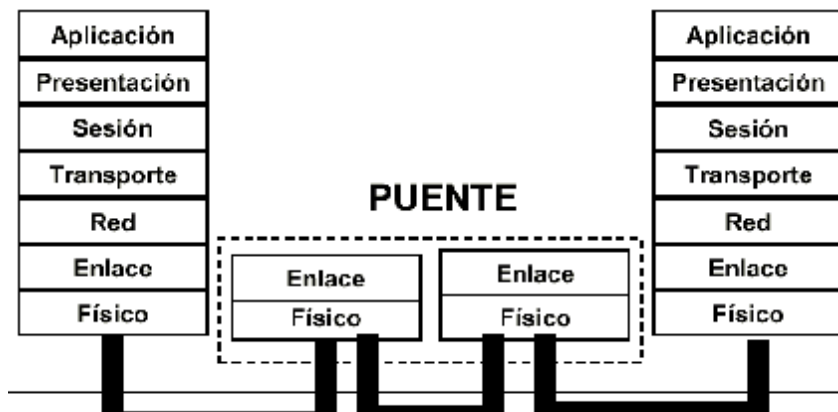 Aplicación
Presentación
Sesión
Transporte
Red
Enlace
Físico
PUENTE
Enlace
Físico
Enlace
Físico
Aplicación
Presentación
Sesión
Transporte
Red
Enlace
Físico